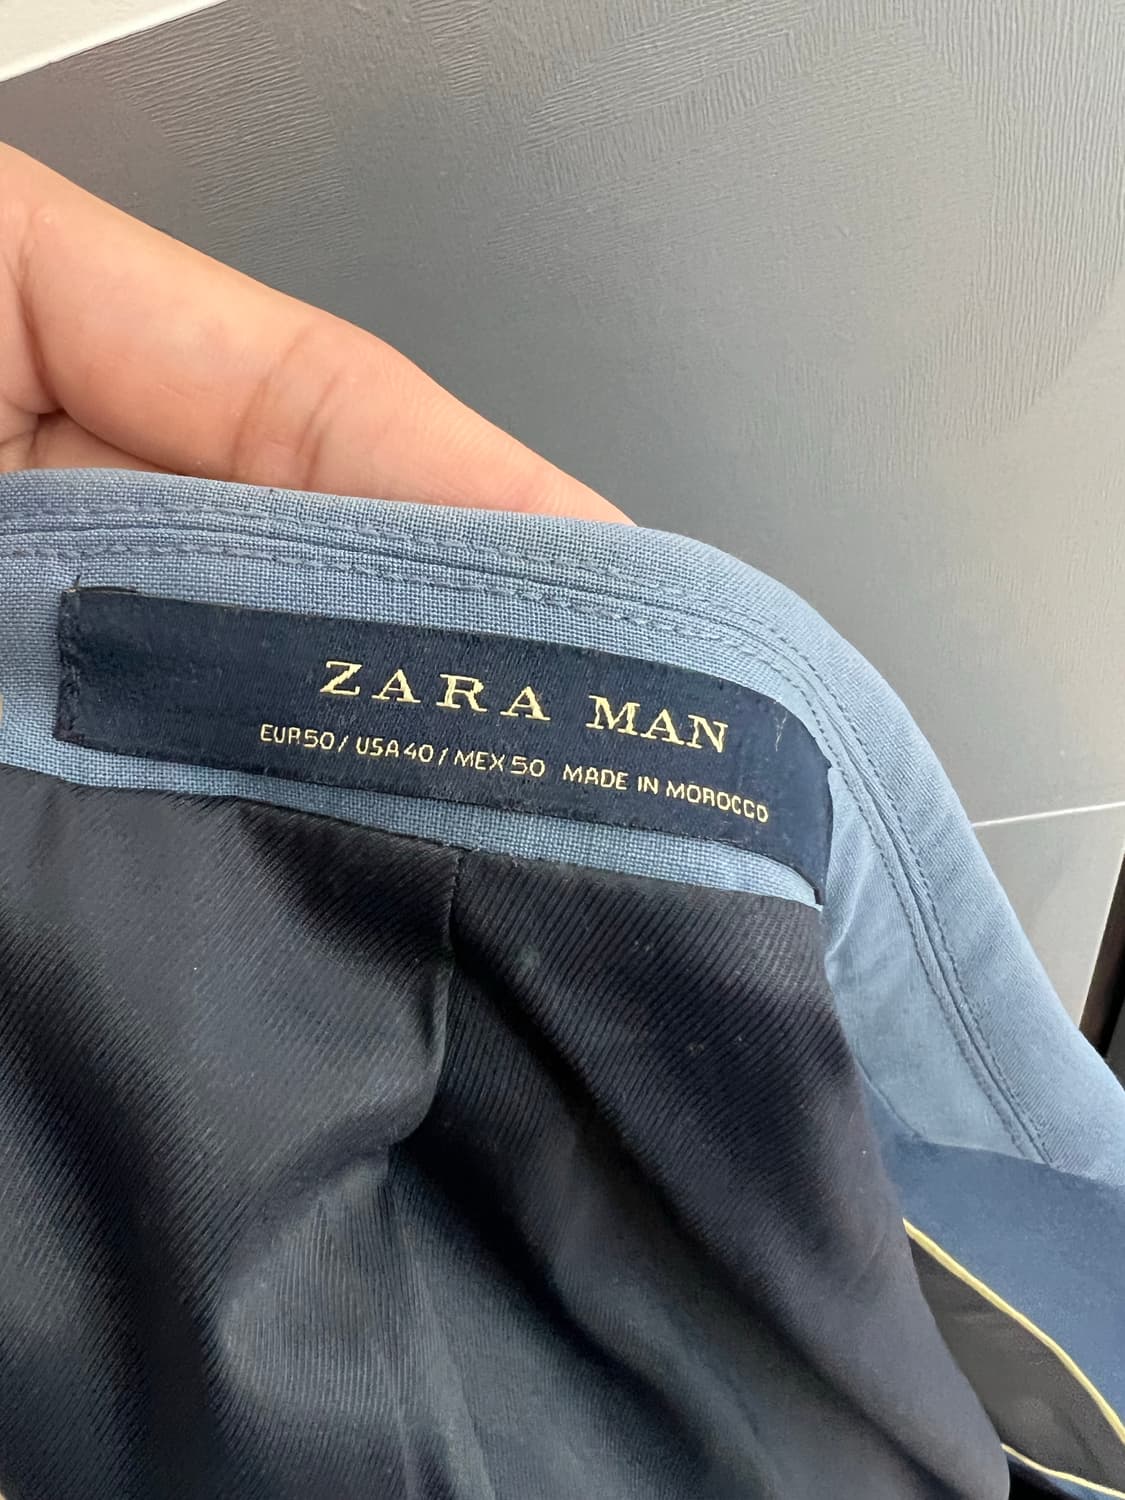 ZARA MAN
EUR50/ USA40/ MEX50 MADE IN MOROCCO